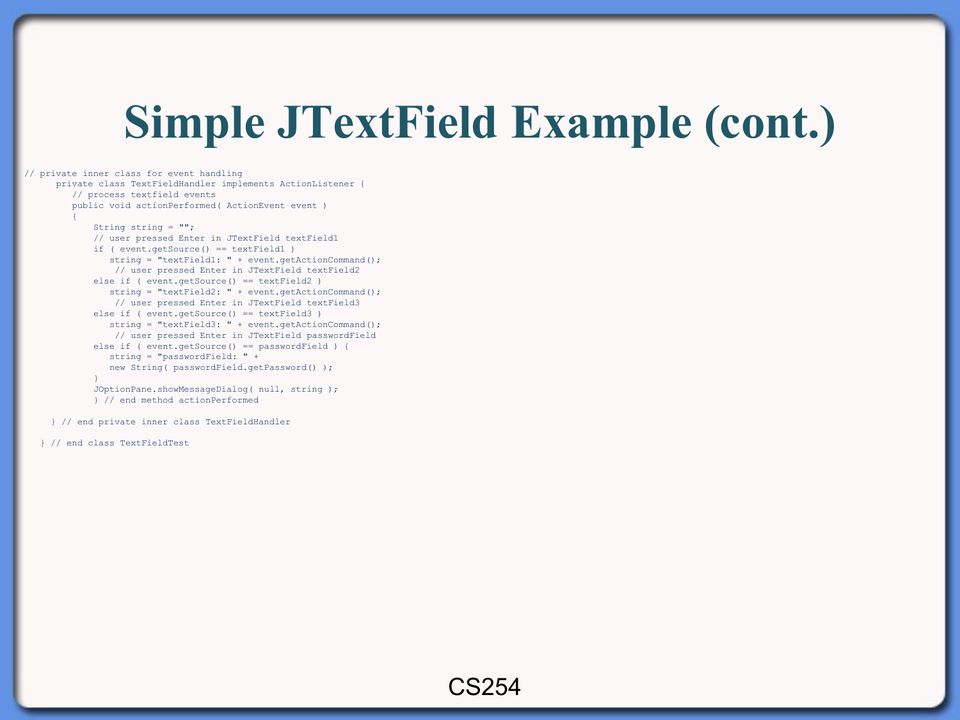 Simple JTextField Example (cont.)
// private inner class for event handling
private class TextFieldHandler implements ActionListener {
// process textfield events
public void actionPerformed( ActionEvent event )
{
String string = "";
// user pressed Enter in JTextField textField1
if ( event.getSource() == textField1 )
string = "textField1: " + event.getActionCommand();
// user pressed Enter in JTextField textField2
else if ( event.getSource() == textField2 )
string = "textField2: " + event.getActionCommand();
// user pressed Enter in JTextField textField3
else if ( event.getSource() == textField3 )
string = "textField3: " + event.getActionCommand();
// user pressed Enter in JTextField passwordField
else if ( event.getSource() == passwordField ) {
string = "passwordField: " +
new String( passwordField.getPassword() );
}
JOptionPane.showMessageDialog( null, string );
} // end method actionPerformed
} // end private inner class TextFieldHandler
} // end class TextFieldTest
CS254